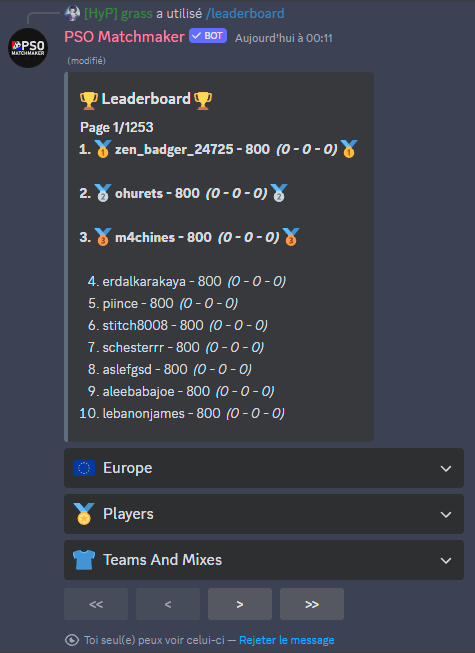 [HyP] grass a utilisé /leaderboard
PSO Matchmaker BOT Aujourd'hui à 00:11
(modifié)
PSO
MATCHMAKER
Leaderboard
Page 1/1253
1. zen_badger_24725 - 800 (0 - 0 - 0)
2. ohurets - 800 (0 - 0 - 0)
3. m4chines - 800 (0 - 0 - 0)
4. erdalkarakaya - 800 (0 - 0 - 0)
5. piince - 800 (0 - 0 - 0)
6. stitch8008 - 800 (0 - 0 - 0)
7. schesterrr - 800 (0 - 0 - 0)
8. aslefgsd - 800 (0 - 0 - 0)
9. aleebabajoe - 800 (0 - 0 - 0)
10. lebanonjames - 800 (0 - 0 - 0)
Europe
Players
Teams And Mixes
<< < > >>
Toi seul(e) peux voir celui-ci — Rejeter le message